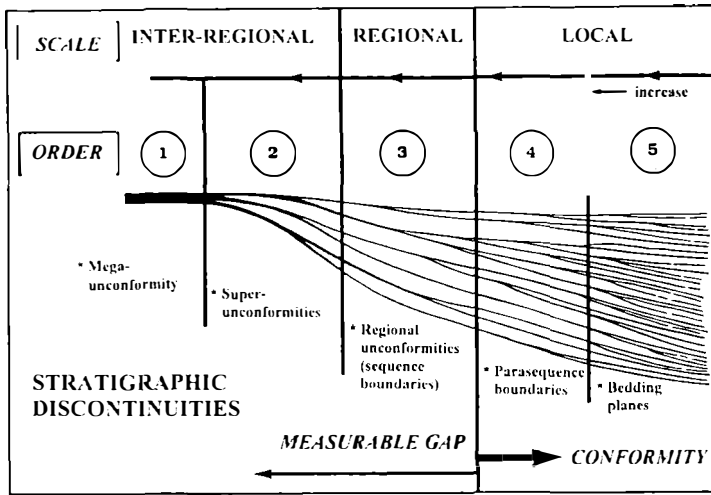 SCALE INTER-REGIONAL REGIONAL LOCAL
increase
ORDER 1 2 3 4 5
* Mega-
unconformity
* Super-
unconformities
* Regional
unconformities
(sequence
boundaries)
* Parasequence
boundaries
* Bedding
planes
STRATIGRAPHIC
DISCONTINUITIES
MEASURABLE GAP
CONFORMITY